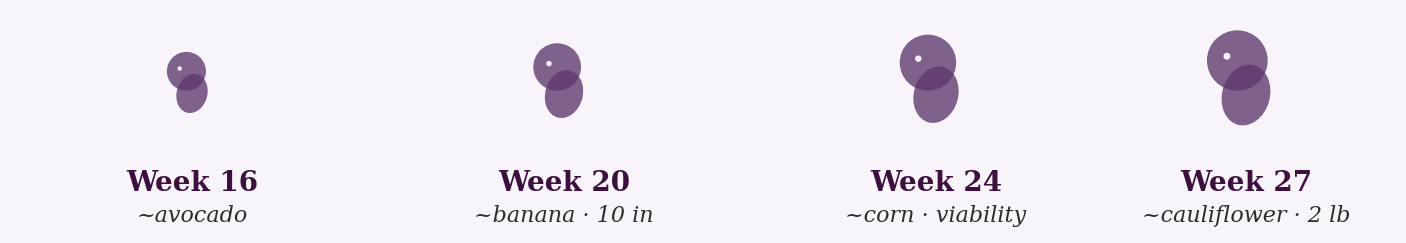 Week 16
~avocado
Week 20
~banana · 10 in
Week 24
~corn · viability
Week 27
~cauliflower · 2 lb